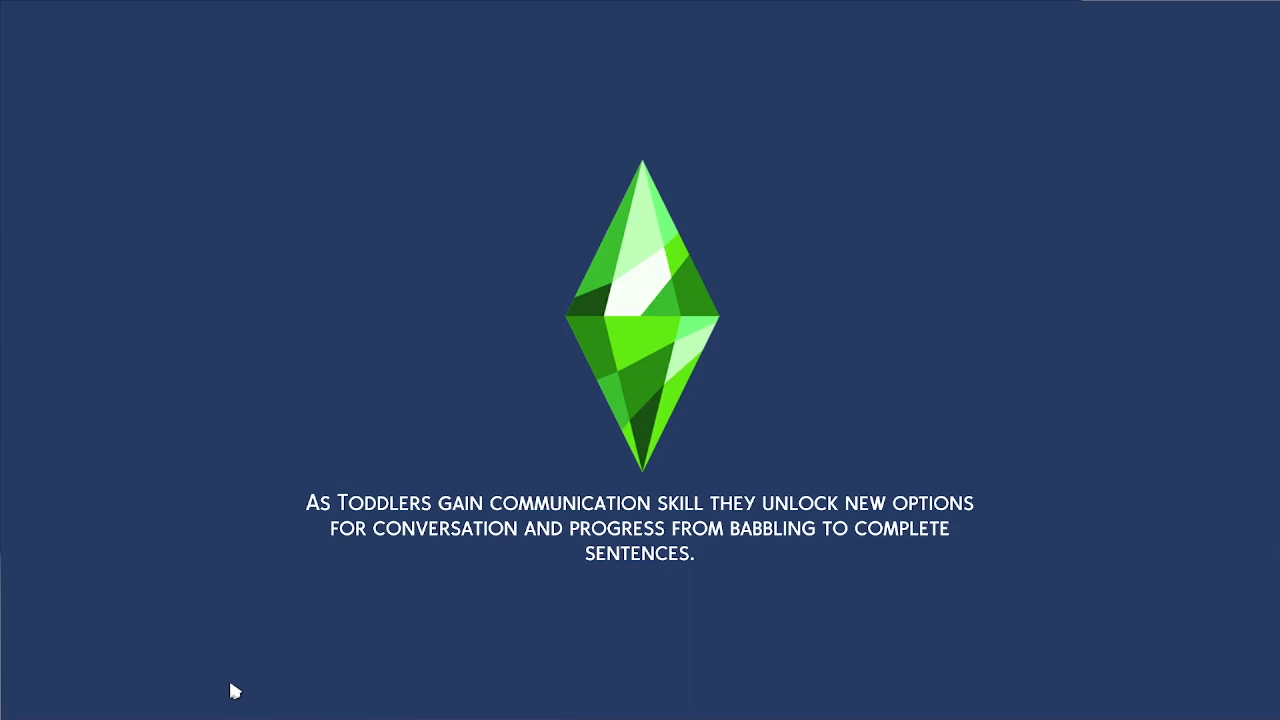 As Toddlers gain communication skill they unlock new options
for conversation and progress from babbling to complete
sentences.